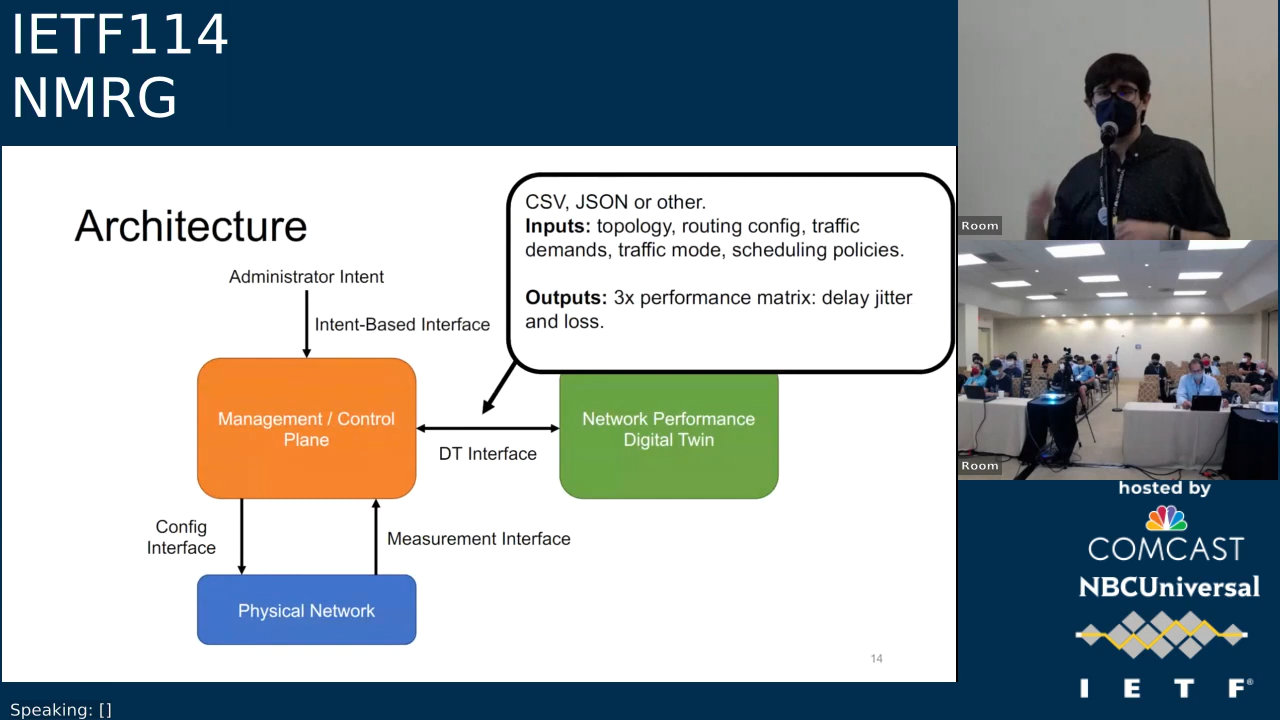 IETF114
NMRG
Architecture
CSV, JSON or other.
Inputs: topology, routing config, traffic
demands, traffic mode, scheduling policies.
Outputs: 3x performance matrix: delay jitter
and loss.
Administrator Intent
Intent-Based Interface
Management / Control
Plane
DT Interface
Network Performance
Digital Twin
Config
Interface
Measurement Interface
Physical Network
14
Room
Room
hosted by
COMCAST
NBCUniversal
I E T F®
Speaking: []